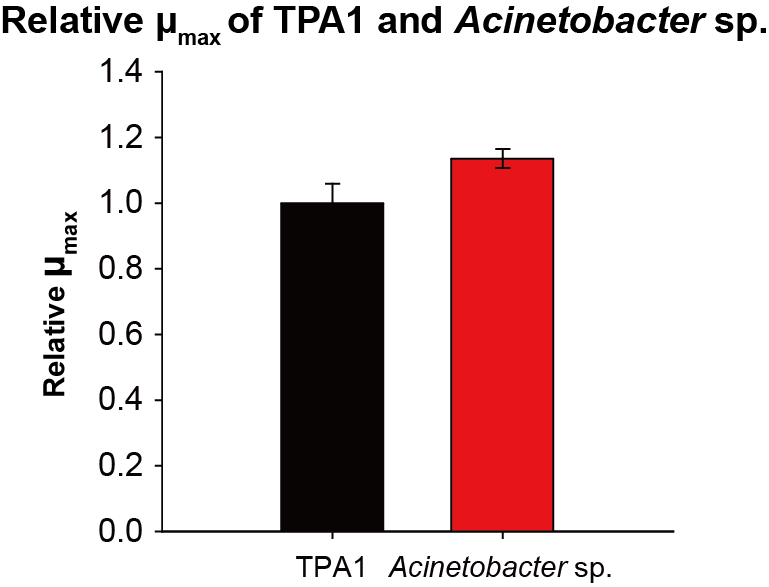 Relative μmax of TPA1 and Acinetobacter sp.
1.4
1.2
1.0
0.8
0.6
0.4
0.2
0.0
Relative μmax
TPA1
Acinetobacter sp.